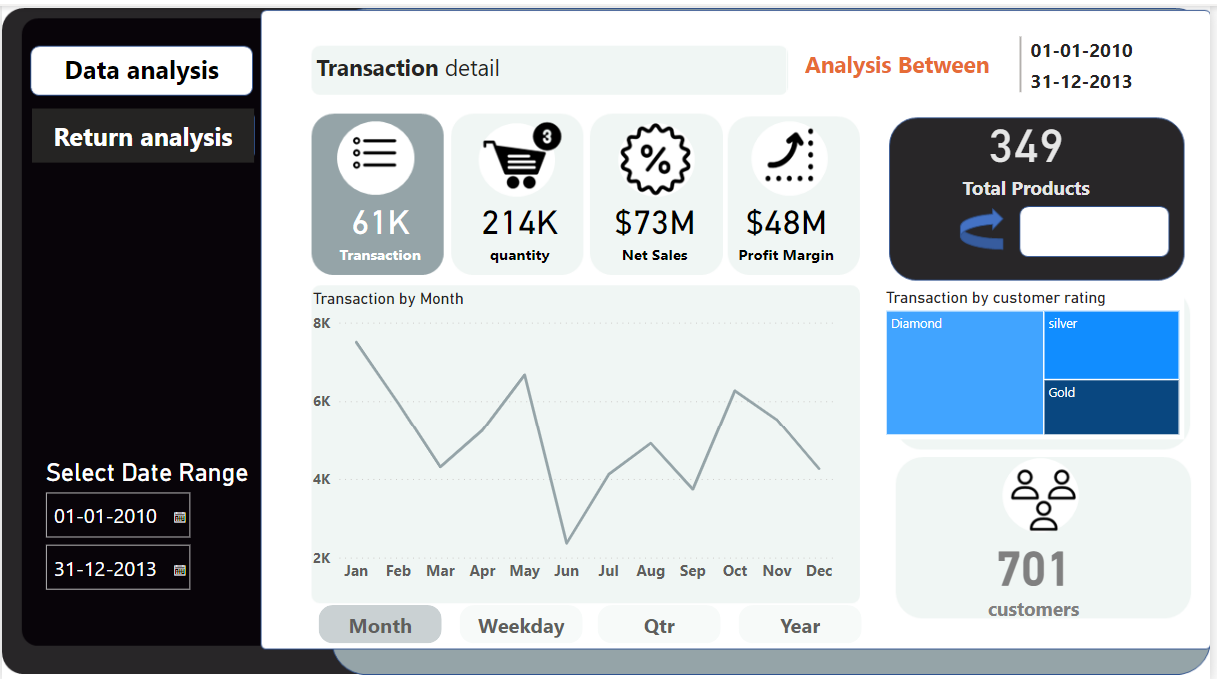 Data analysis
Return analysis
Select Date Range
01-01-2010
31-12-2013
Transaction detail
Analysis Between
01-01-2010
31-12-2013
61K
Transaction
3
214K
quantity
%
$73M
Net Sales
$48M
Profit Margin
349
Total Products
Transaction by Month
8K
6K
4K
2K
Jan Feb Mar Apr May Jun Jul Aug Sep Oct Nov Dec
Month Weekday Qtr Year
Transaction by customer rating
Diamond
silver
Gold
701
customers